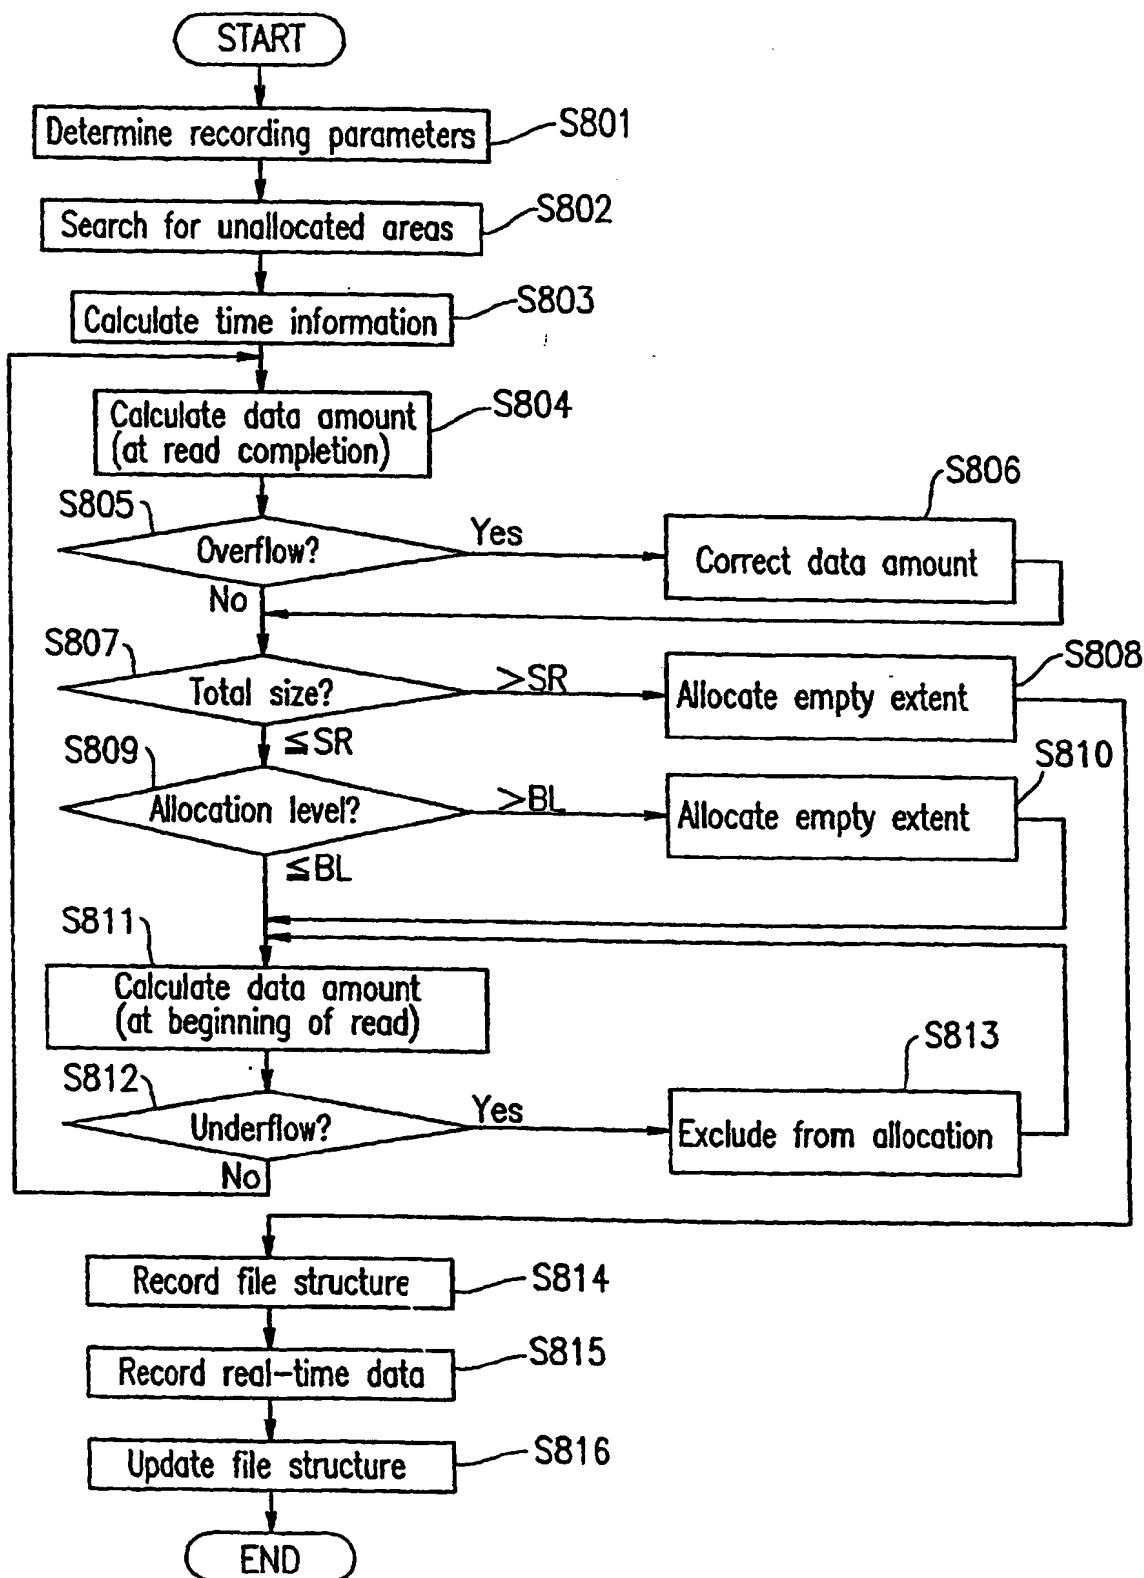 START
Determine recording parameters
S801
Search for unallocated areas
S802
Calculate time information
S803
Calculate data amount
(at read completion)
S804
S805
Overflow?
Yes
No
S806
Correct data amount
S807
Total size?
>SR
≦SR
S808
Allocate empty extent
S809
Allocation level?
>BL
≦BL
S810
Allocate empty extent
S811
Calculate data amount
(at beginning of read)
S812
Underflow?
Yes
No
S813
Exclude from allocation
Record file structure
S814
Record real-time data
S815
Update file structure
S816
END